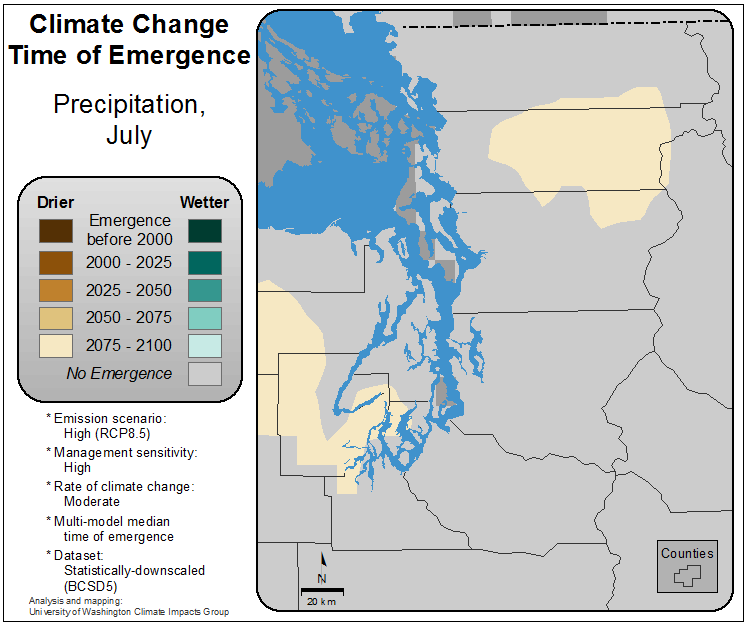 Climate Change
Time of Emergence
Precipitation,
July
Drier
Wetter
Emergence
before 2000
2000 - 2025
2025 - 2050
2050 - 2075
2075 - 2100
No Emergence
* Emission scenario:
High (RCP8.5)
* Management sensitivity:
High
* Rate of climate change:
Moderate
* Multi-model median
time of emergence
* Dataset:
Statistically-downscaled
(BCSD5)
Analysis and mapping:
University of Washington Climate Impacts Group
N
20 km
Counties